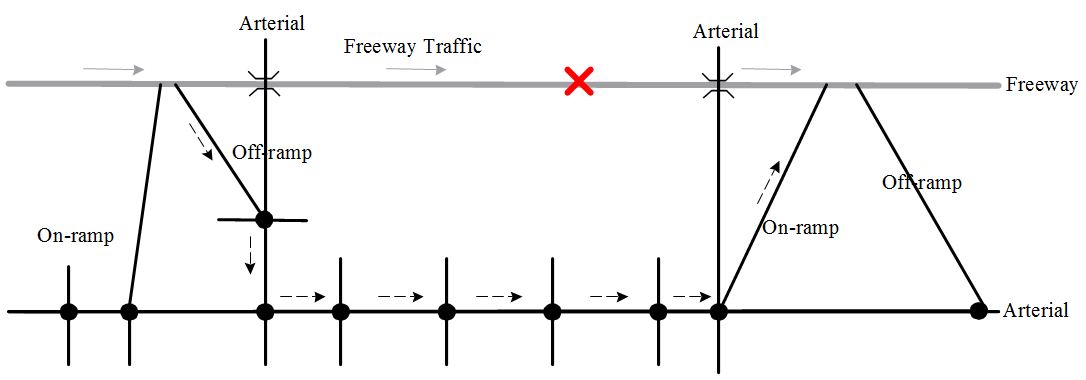 Arterial
Arterial
Freeway Traffic
Freeway
Off-ramp
Off-ramp
On-ramp
On-ramp
Arterial